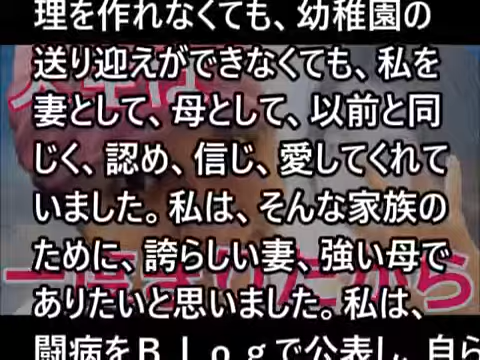 理を作れなくても、幼稚園の
送り迎えができなくても、私を
妻として、母として、以前と同
じく、認め、信じ、愛してくれて
いました。私は、そんな家族の
ために、誇らしい妻、強い母で
ありたいと思いました。私は、
闘病をＢｌｏｇで公表し、自ら